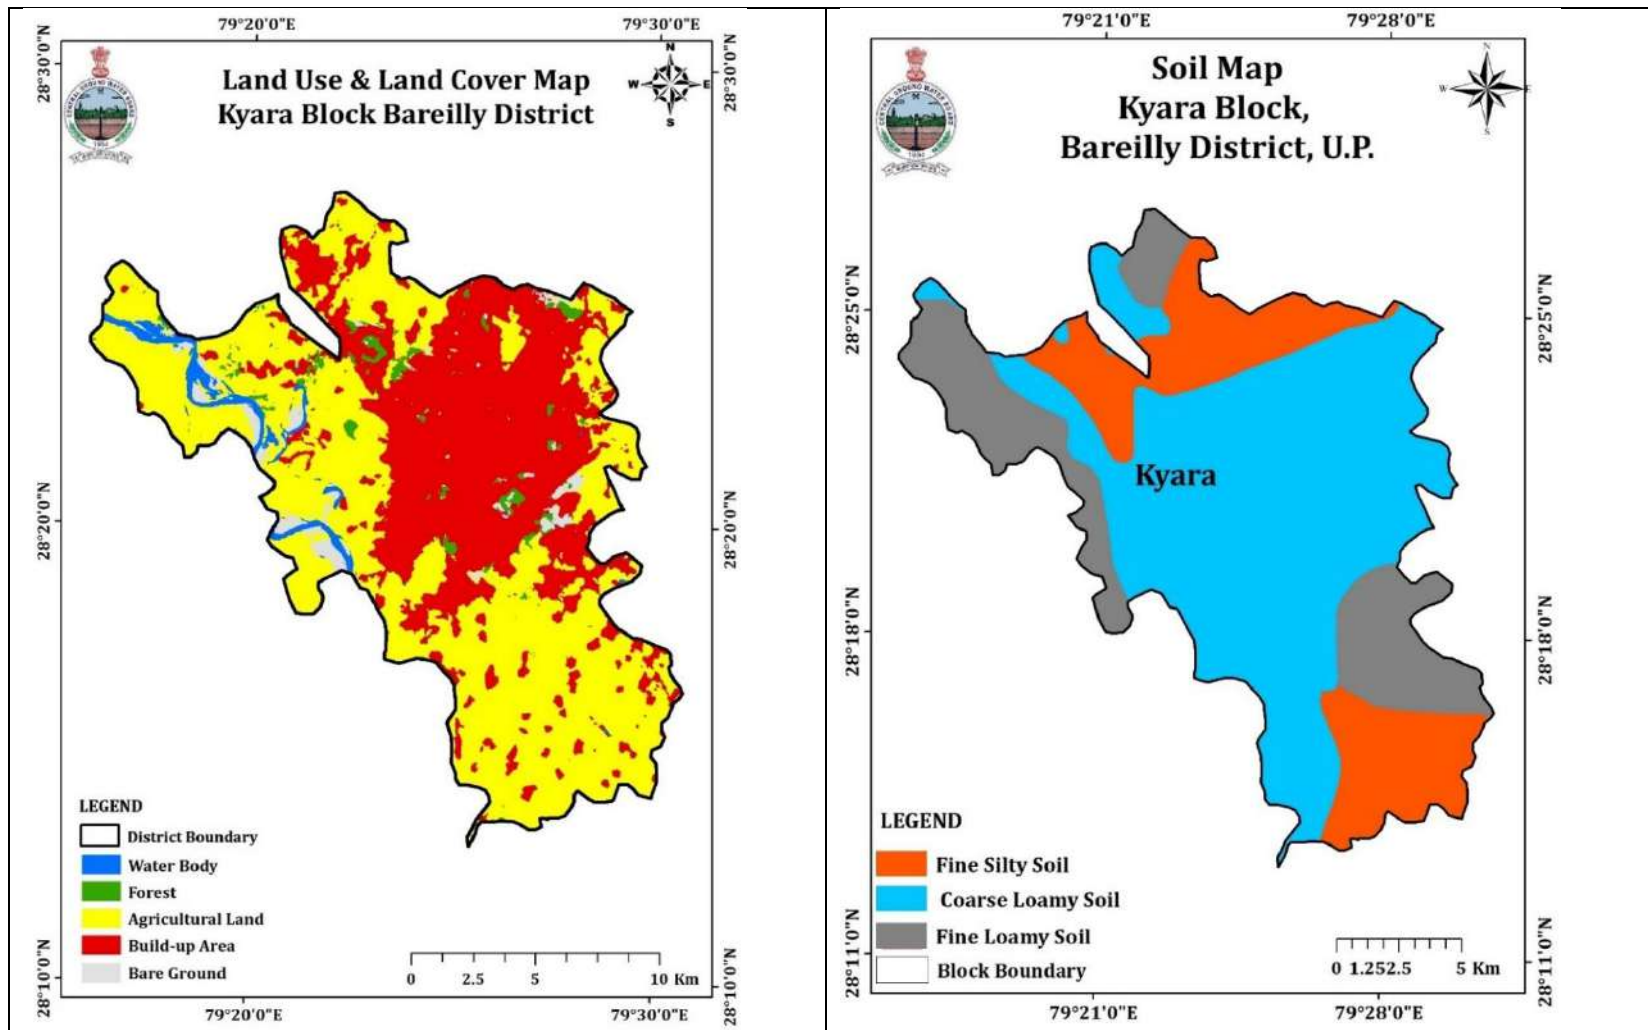 79°20'0"E
79°30'0"E
28°30'0"N
28°30'0"N
Land Use & Land Cover Map
Kyara Block Bareilly District
N
W
E
S
1950
28°20'0"N
28°20'0"N
LEGEND
District Boundary
Water Body
Forest
Agricultural Land
Build-up Area
Bare Ground
0
2.5
5
10 Km
28°10'0"N
28°10'0"N
79°20'0"E
79°30'0"E
79°21'0"E
79°28'0"E
Soil Map
Kyara Block,
Bareilly District, U.P.
CENTRAL GROUND WATER BOARD
N
W
E
S
28°25'0"N
28°25'0"N
Kyara
28°18'0"N
28°18'0"N
LEGEND
Fine Silty Soil
Coarse Loamy Soil
Fine Loamy Soil
Block Boundary
0 1.252.5 5 Km
28°11'0"N
28°11'0"N
79°21'0"E
79°28'0"E